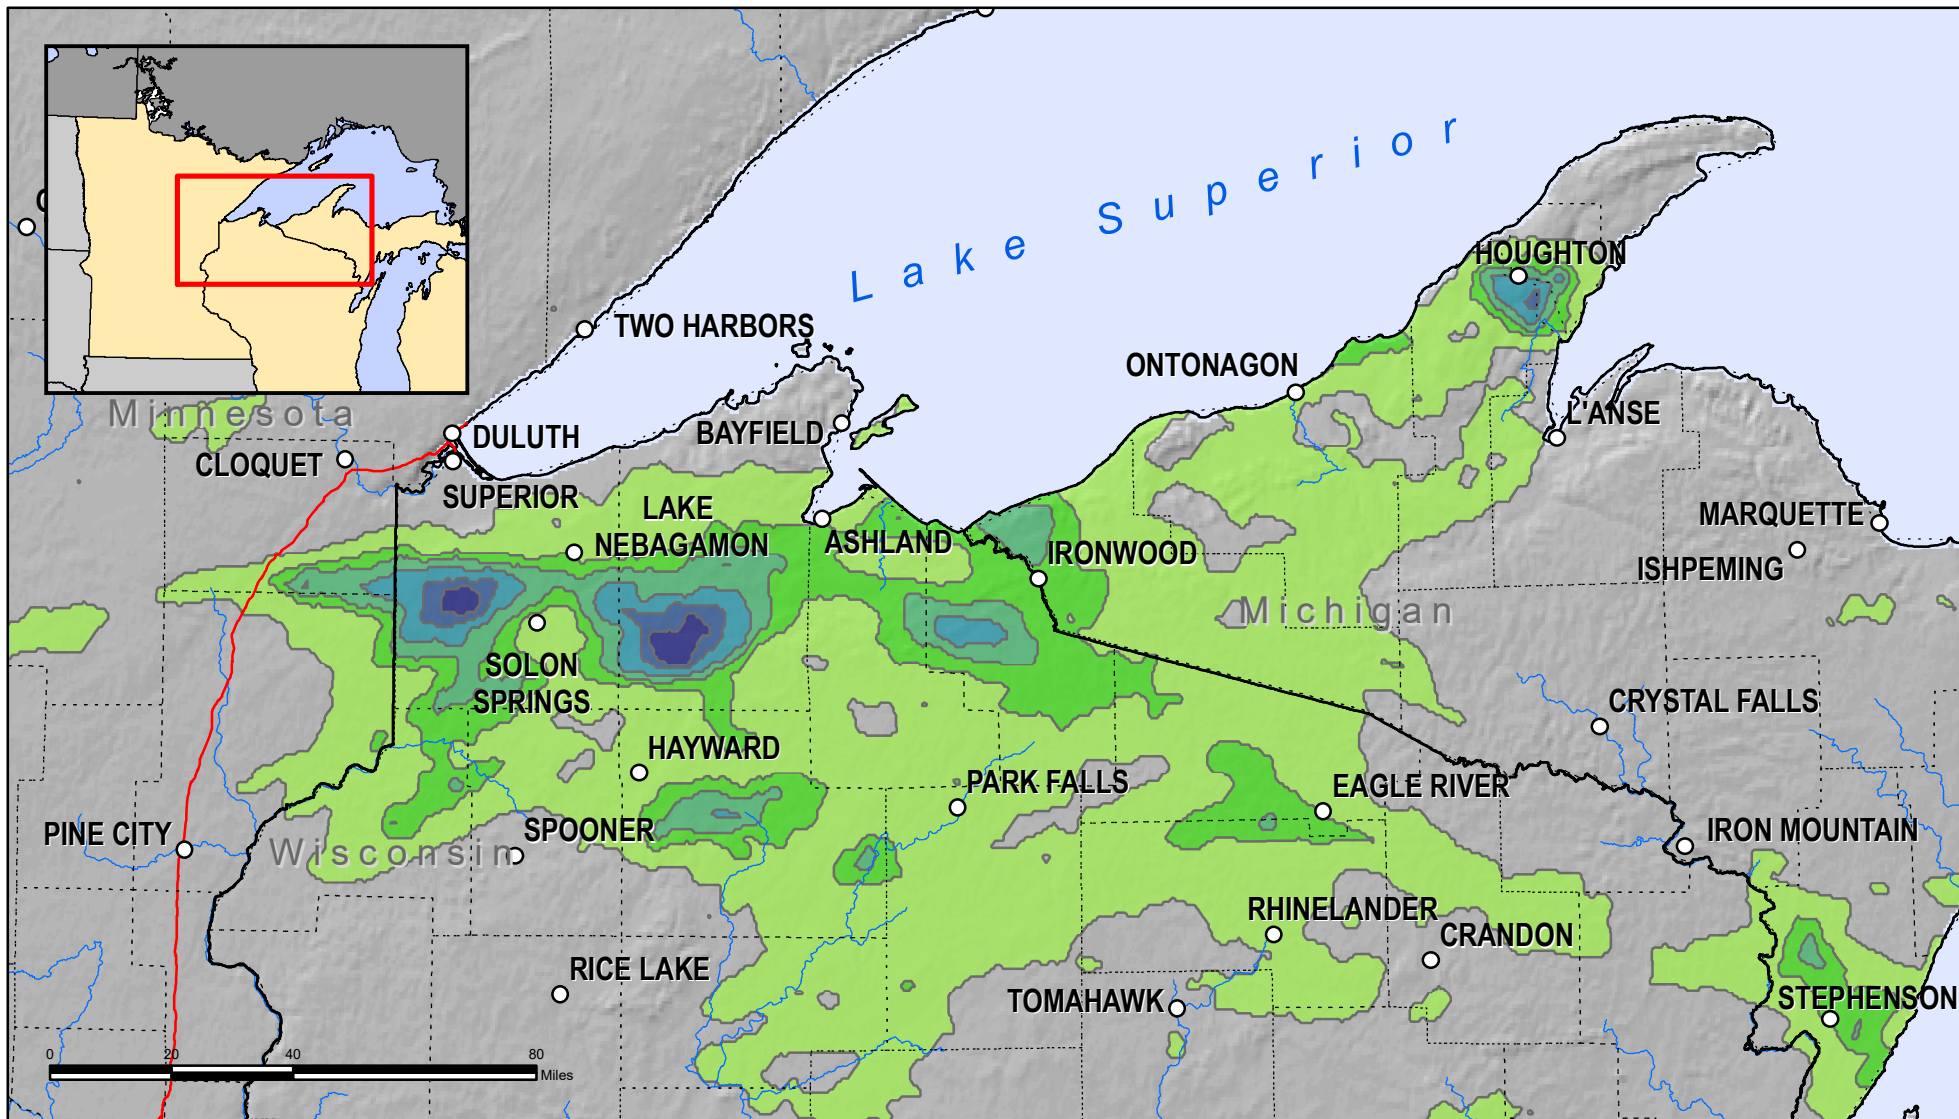 Lake Superior
HOUGHTON
TWO HARBORS
ONTONAGON
Minnesota
DULUTH
BAYFIELD
L'ANSE
CLOQUET
SUPERIOR
LAKE
NEBAGAMON
MARQUETTE
ASHLAND
IRONWOOD
ISHPEMING
Michigan
SOLON
SPRINGS
CRYSTAL FALLS
HAYWARD
PARK FALLS
EAGLE RIVER
PINE CITY
SPOONER
IRON MOUNTAIN
Wisconsin
RHINELANDER
CRANDON
RICE LAKE
TOMAHAWK
STEPHENSON
0 20 40 80
Miles